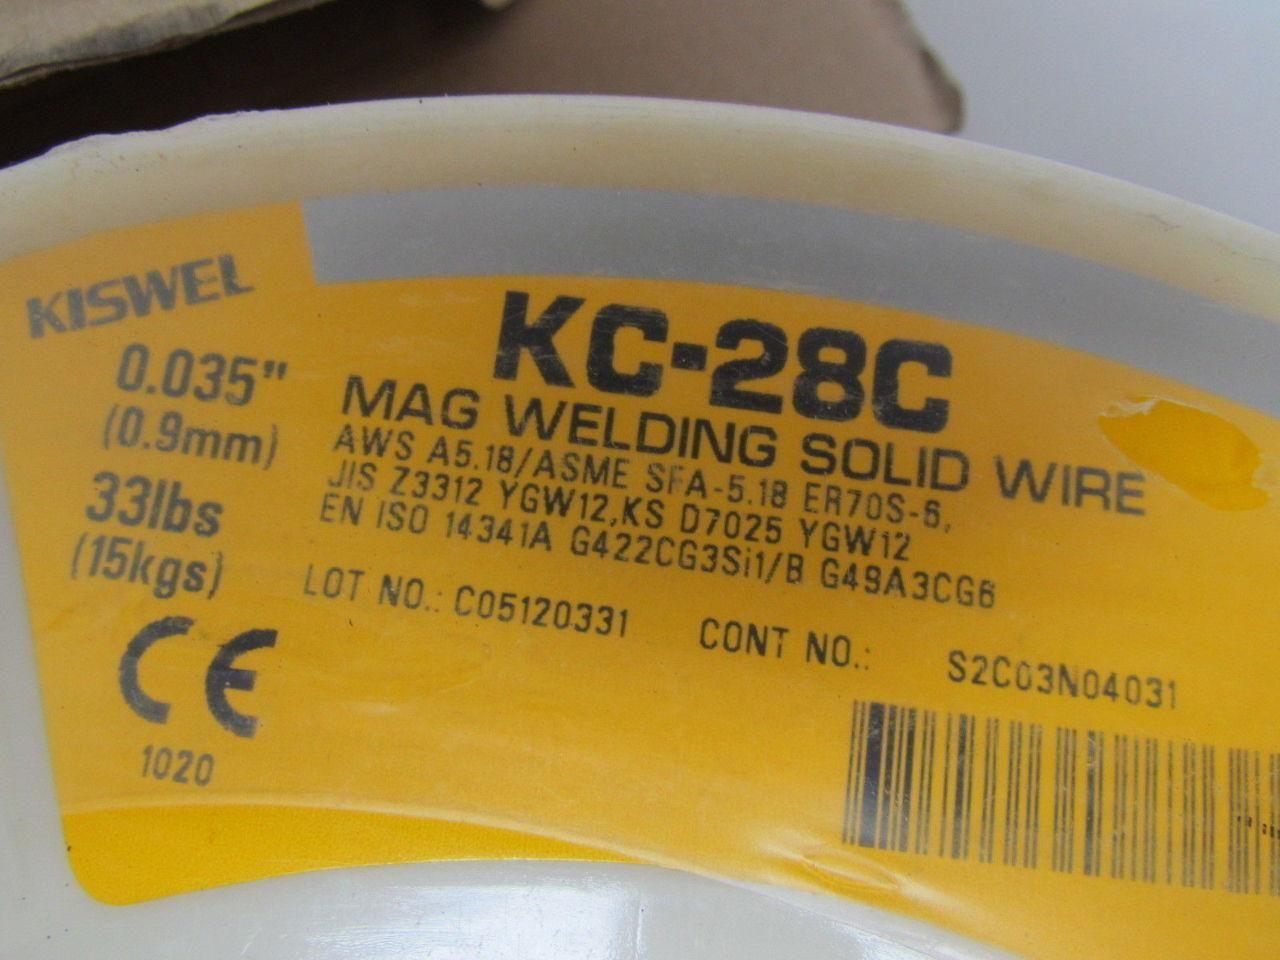 KISWEL
0.035"
(0.9mm)
33lbs
(15kgs)
CE
1020
KC-28C
MAG WELDING SOLID WIRE
AWS A5.18/ASME SFA-5.18 ER70S-6,
JIS Z3312 YGW12,KS D7025 YGW12
EN ISO 14341A G422CG3Si1/B G49A3CG6
LOT NO.: C05120331 CONT NO.: S2C03N04031